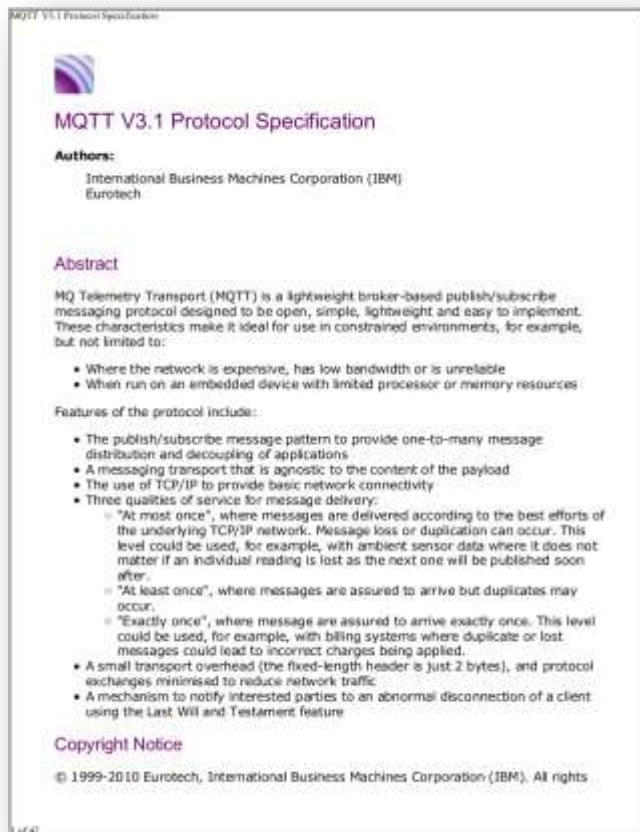 MQTT V3.1 Protocol Specification
MQTT V3.1 Protocol Specification
Authors:
International Business Machines Corporation (IBM)
Eurotech
Abstract
MQ Telemetry Transport (MQTT) is a lightweight broker-based publish/subscribe
messaging protocol designed to be open, simple, lightweight and easy to implement.
These characteristics make it ideal for use in constrained environments, for example,
but not limited to:
• Where the network is expensive, has low bandwidth or is unreliable
• When run on an embedded device with limited processor or memory resources
Features of the protocol include:
• The publish/subscribe message pattern to provide one-to-many message
distribution and decoupling of applications
• A messaging transport that is agnostic to the content of the payload
• The use of TCP/IP to provide basic network connectivity
• Three qualities of service for message delivery:
○ "At most once", where messages are delivered according to the best efforts of
the underlying TCP/IP network. Message loss or duplication can occur. This
level could be used, for example, with ambient sensor data where it does not
matter if an individual reading is lost as the next one will be published soon
after.
○ "At least once", where messages are assured to arrive but duplicates may
occur.
○ "Exactly once", where message are assured to arrive exactly once. This level
could be used, for example, with billing systems where duplicate or lost
messages could lead to incorrect charges being applied.
• A small transport overhead (the fixed-length header is just 2 bytes), and protocol
exchanges minimised to reduce network traffic
• A mechanism to notify interested parties to an abnormal disconnection of a client
using the Last Will and Testament feature
Copyright Notice
© 1999-2010 Eurotech, International Business Machines Corporation (IBM). All rights